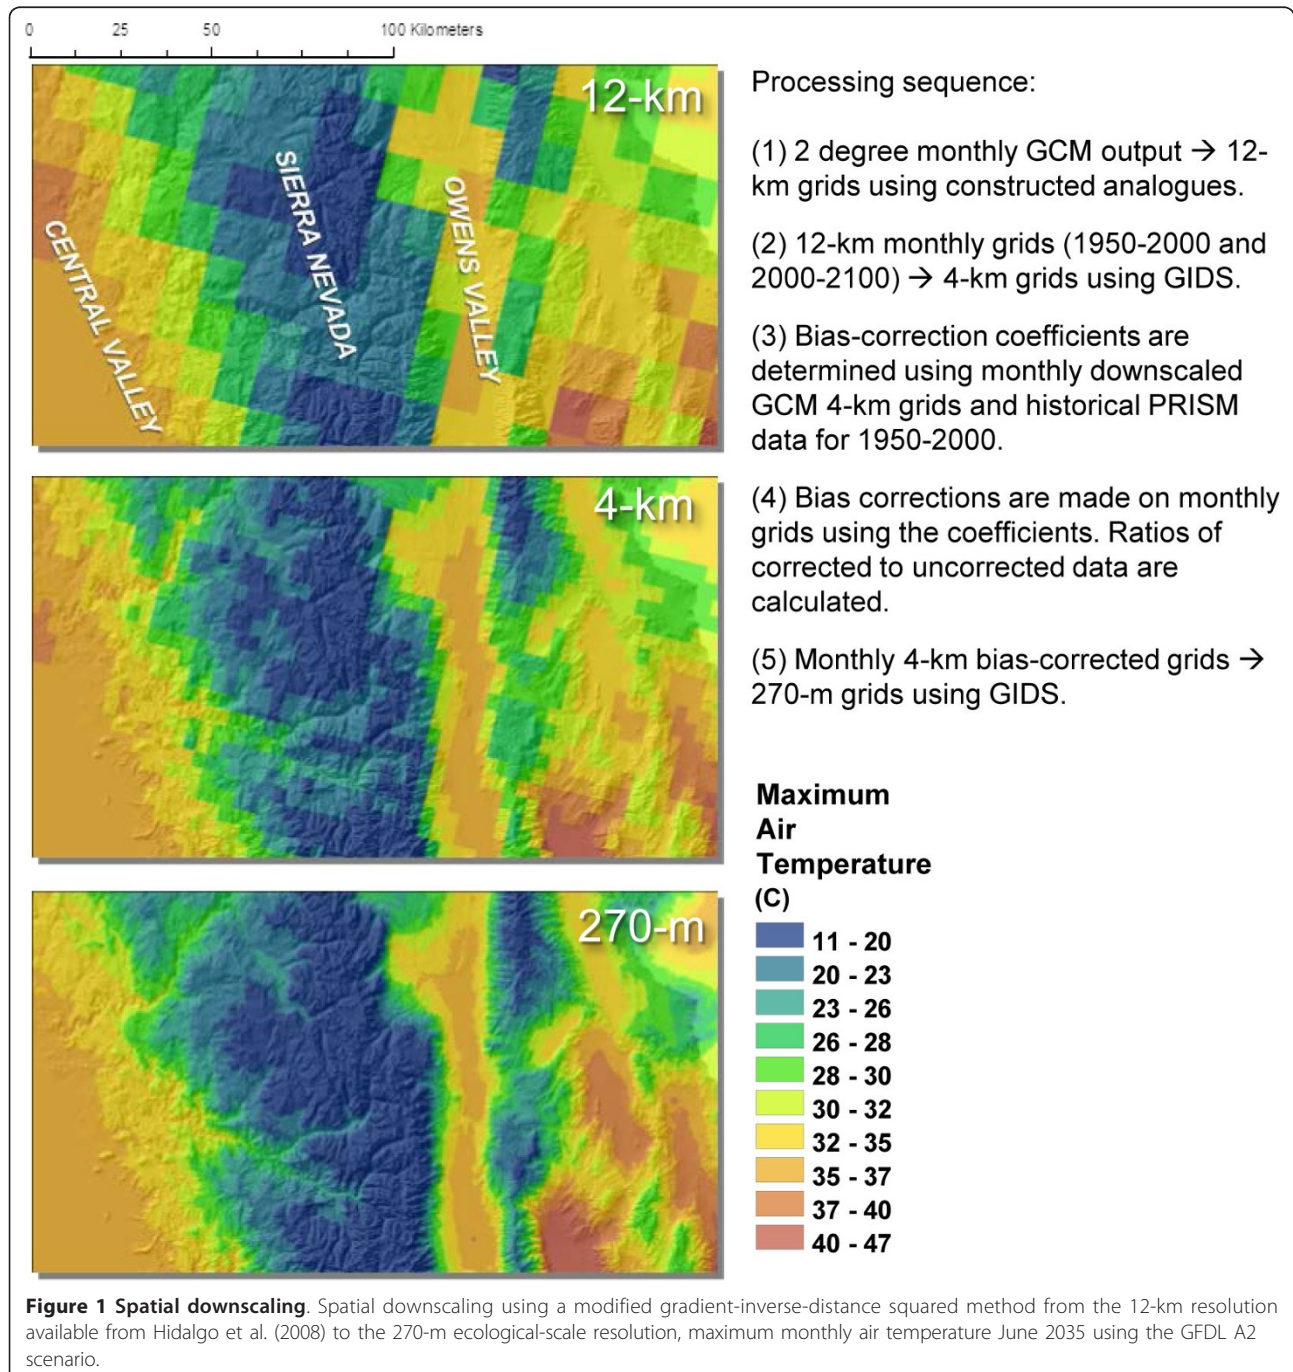 0 25 50 100 Kilometers
12-km
CENTRAL VALLEY
SIERRA NEVADA
OWENS VALLEY
4-km
270-m
Processing sequence:
(1) 2 degree monthly GCM output → 12-
km grids using constructed analogues.
(2) 12-km monthly grids (1950-2000 and
2000-2100) → 4-km grids using GIDS.
(3) Bias-correction coefficients are
determined using monthly downscaled
GCM 4-km grids and historical PRISM
data for 1950-2000.
(4) Bias corrections are made on monthly
grids using the coefficients. Ratios of
corrected to uncorrected data are
calculated.
(5) Monthly 4-km bias-corrected grids →
270-m grids using GIDS.
Maximum
Air
Temperature
(C)
11 - 20
20 - 23
23 - 26
26 - 28
28 - 30
30 - 32
32 - 35
35 - 37
37 - 40
40 - 47
Figure 1 Spatial downscaling. Spatial downscaling using a modified gradient-inverse-distance squared method from the 12-km resolution
available from Hidalgo et al. (2008) to the 270-m ecological-scale resolution, maximum monthly air temperature June 2035 using the GFDL A2
scenario.